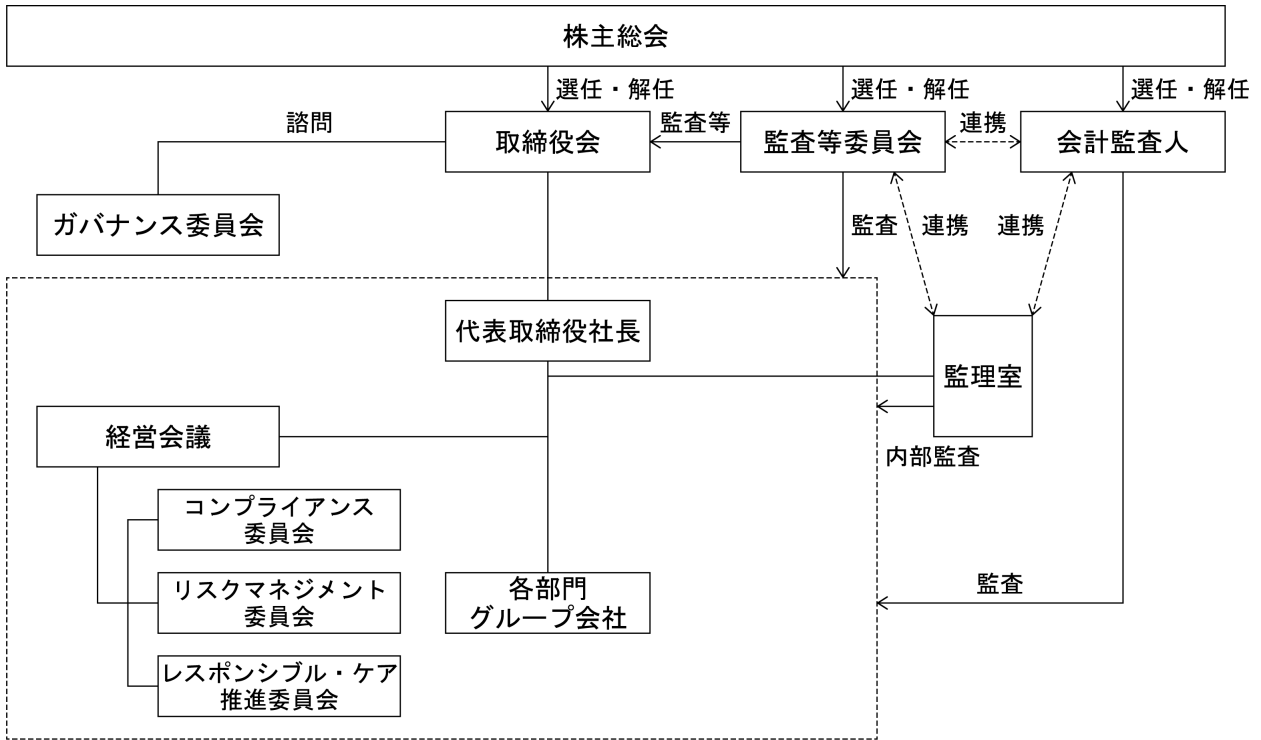 株主総会
選任・解任
選任・解任
選任・解任
諮問
取締役会
監査等
監査等委員会
連携
会計監査人
ガバナンス委員会
監査
連携
連携
代表取締役社長
監理室
経営会議
内部監査
コンプライアンス
委員会
リスクマネジメント
委員会
各部門
グループ会社
監査
レスポンシブル・ケア
推進委員会